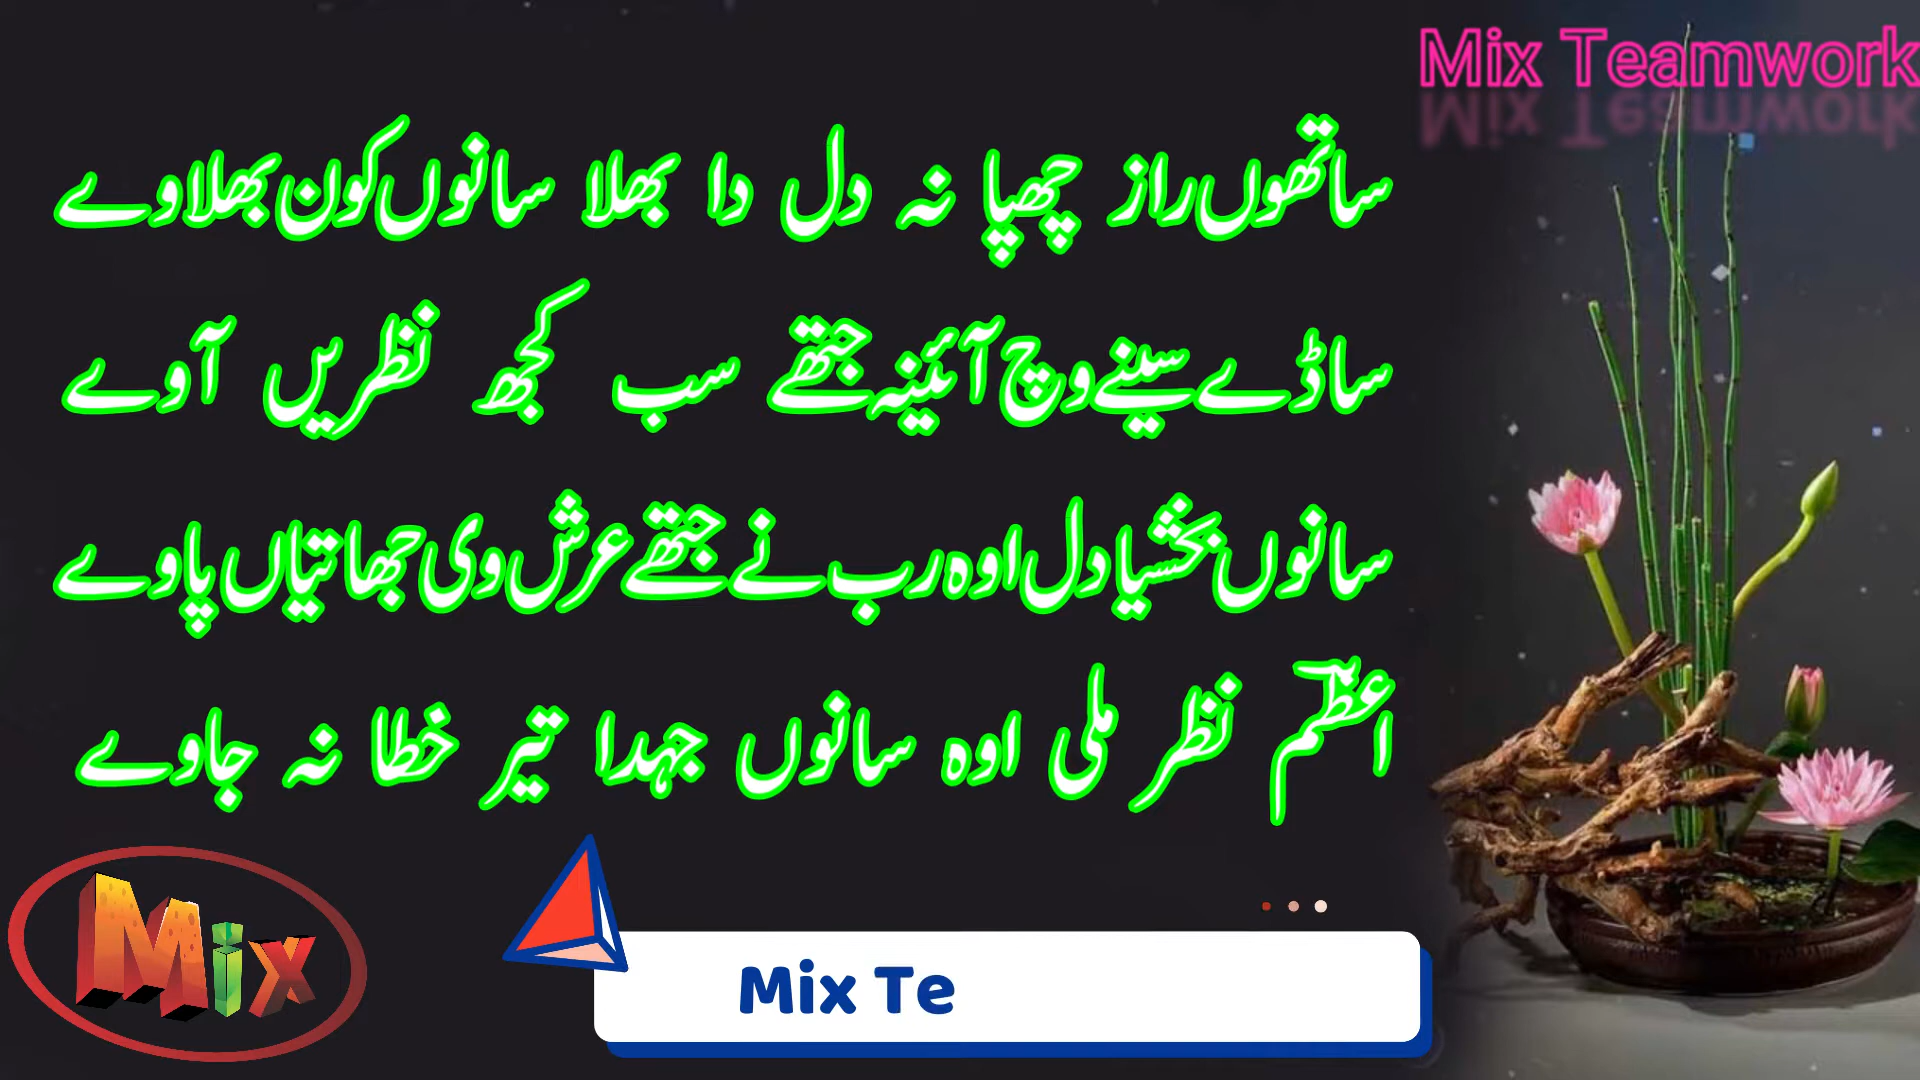 Mix Teamwork
ساتھوں راز چھپا نہ دل دا بھلا سانوں کون بھلاوے
ساڈے سینے وچ آئینہ جتھے سب کجھ نظریں آوے
سانوں بخشیا دل اوہ رب نے جتھے عرش وی جھاتیاں پاوے
اعظمؔ نظر ملی اوہ سانوں جہدا تیر خطا نہ جاوے
Mix
Mix Te